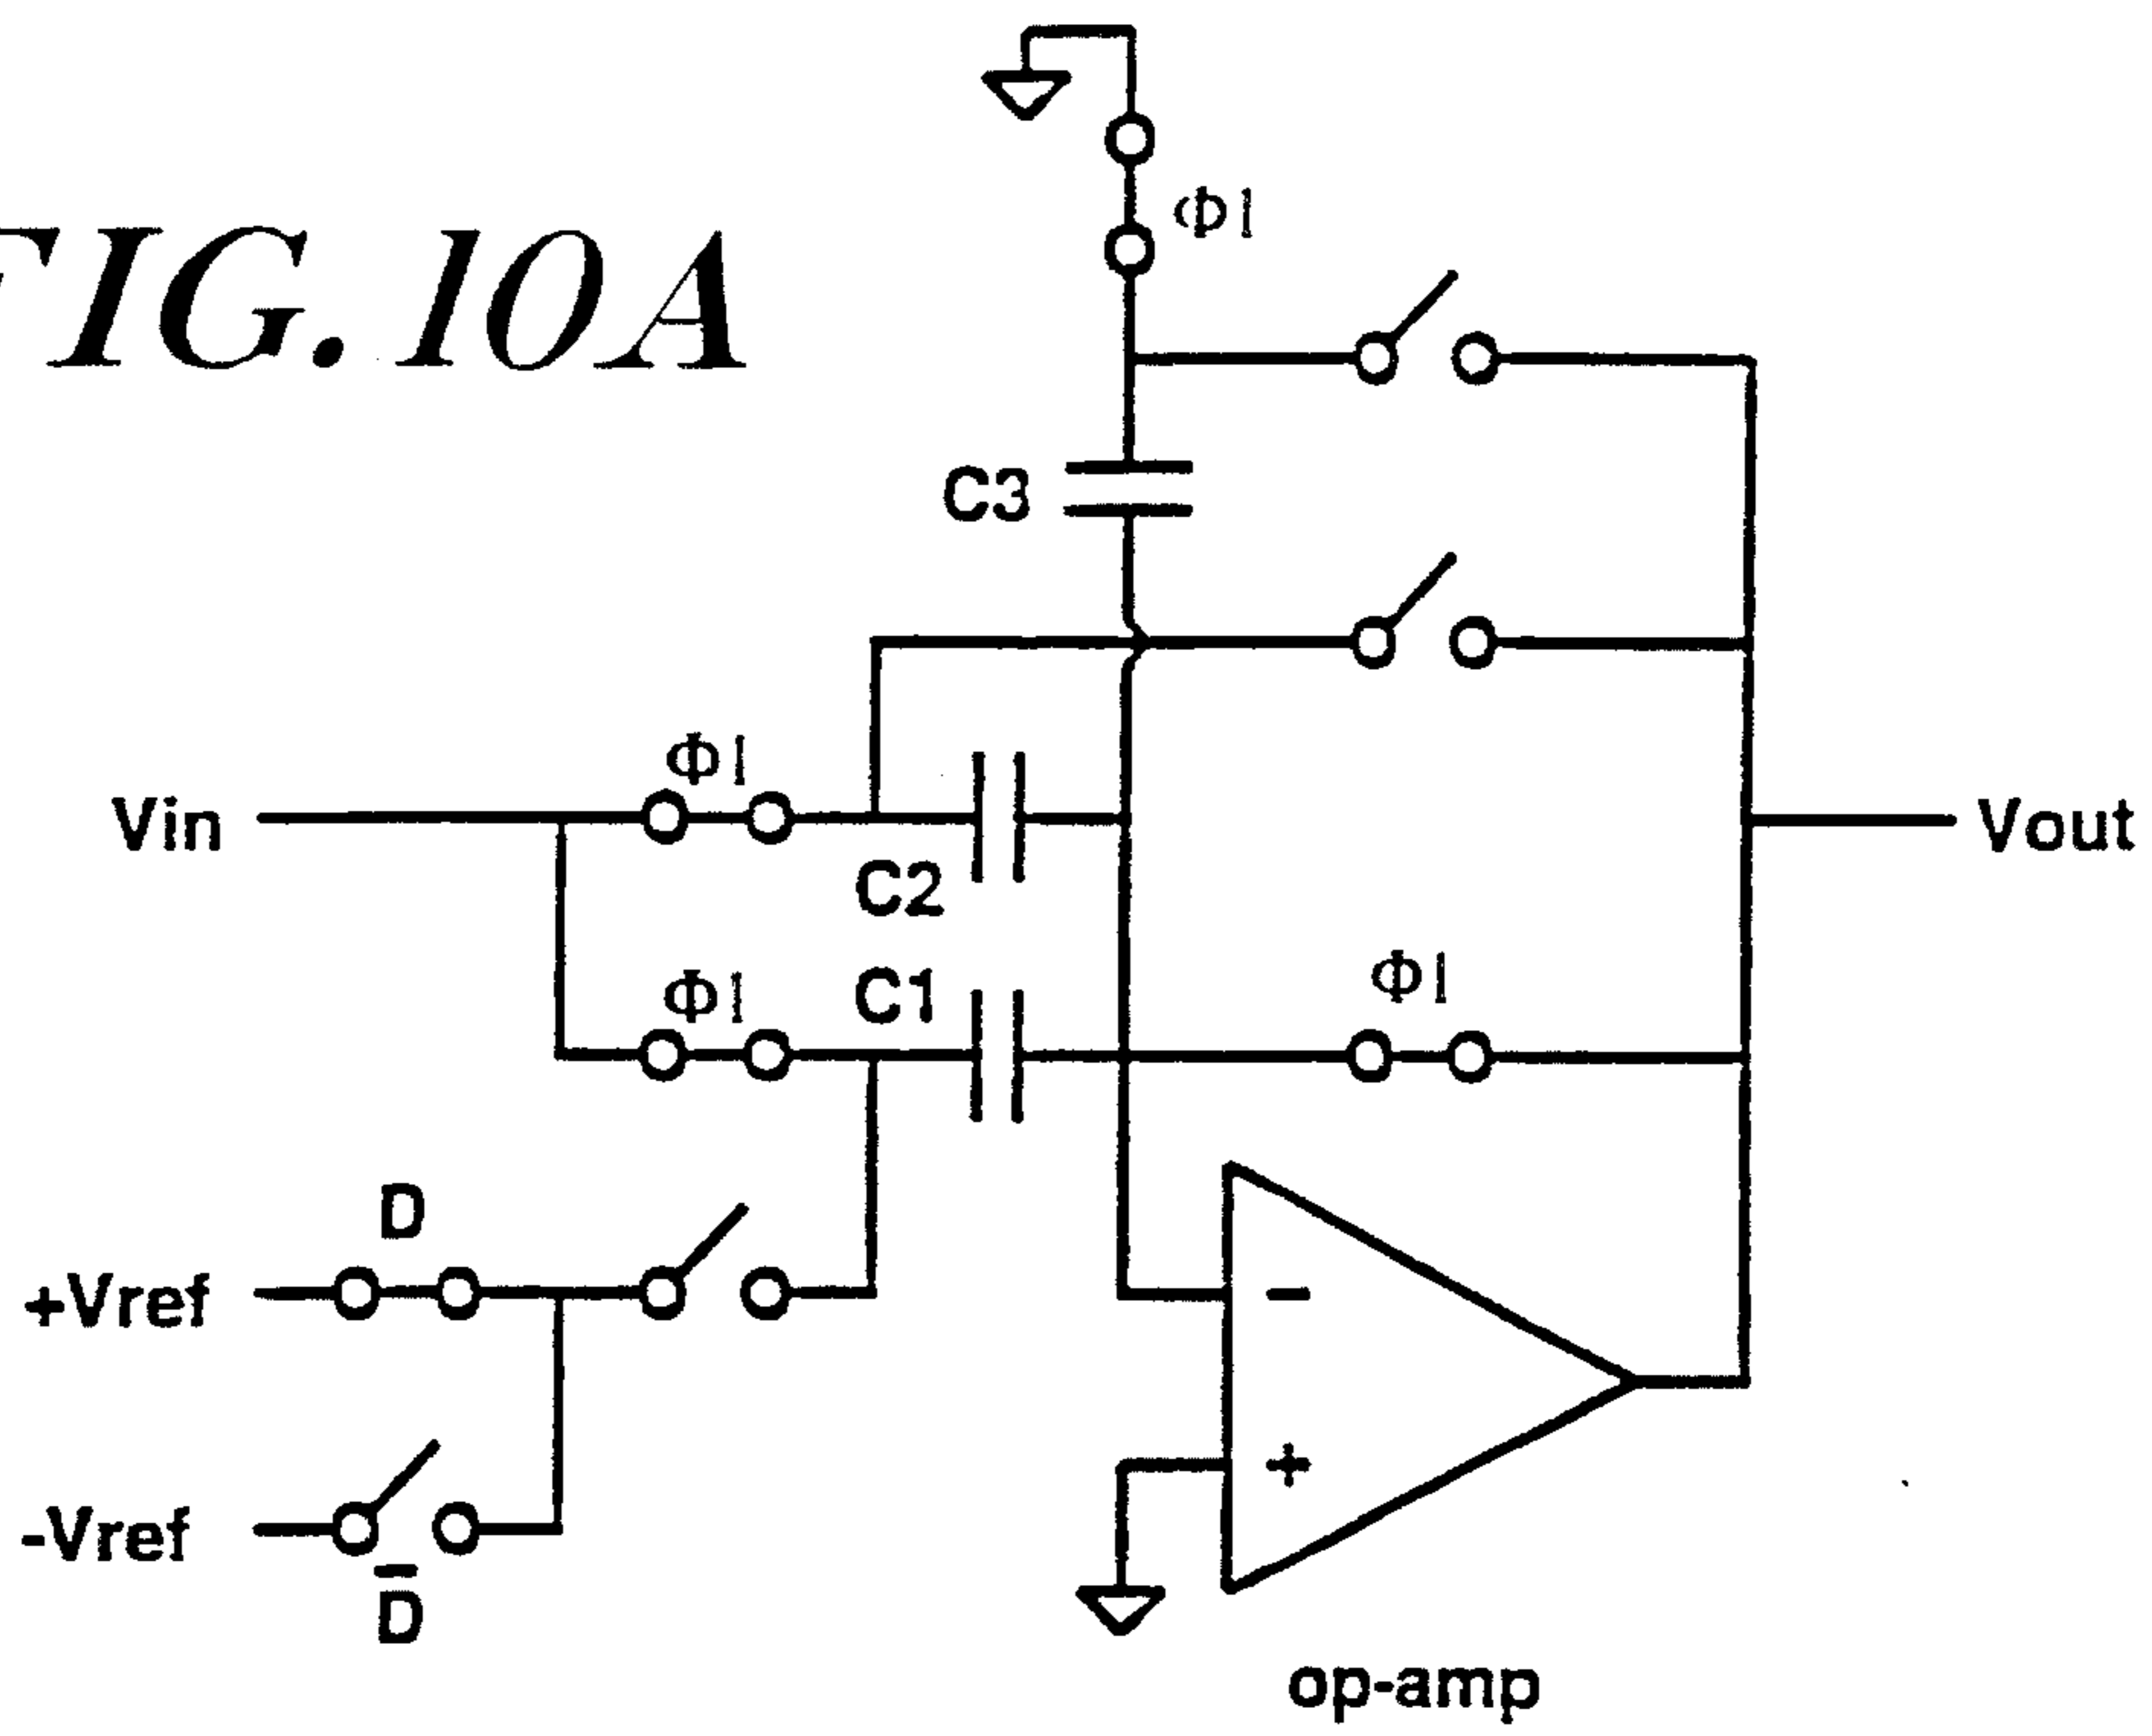 FIG. 10A
Φ1
C3
Φ1
Vin
Vout
C2
Φ1
C1
Φ1
D
+Vref
-
-Vref
+
D̅
op-amp